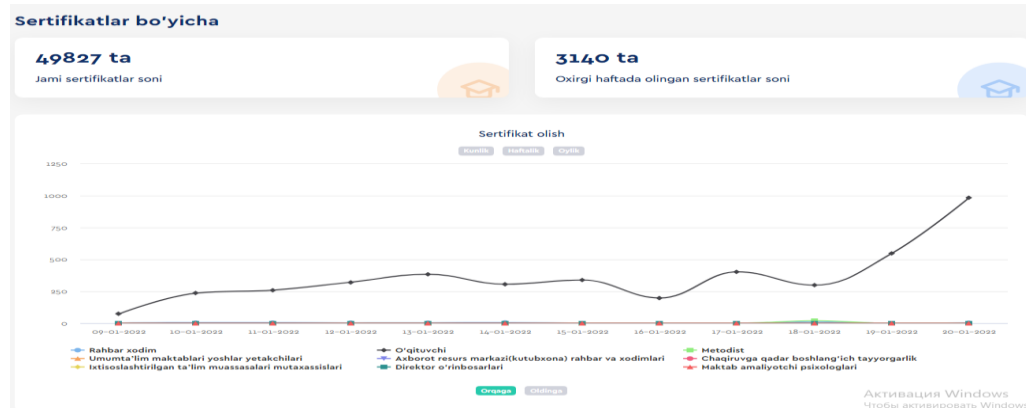 Sertifikatlar bo'yicha
49827 ta
Jami sertifikatlar soni
3140 ta
Oxirgi haftada olingan sertifikatlar soni
Sertifikat olish
Kunlik Haftalik Oylik
1250
1000
750
500
250
0
09-01-2022 10-01-2022 11-01-2022 12-01-2022 13-01-2022 14-01-2022 15-01-2022 16-01-2022 17-01-2022 18-01-2022 19-01-2022 20-01-2022
Rahbar xodim O'qituvchi Metodist
Umumta'lim maktablari yoshlar yetakchilari Axborot resurs markazi(kutubxona) rahbar va xodimlari Chaqiruvga qadar boshlang'ich tayyorgarlik
Ixtisoslashtirilgan ta'lim muassasalari mutaxassislari Direktor o'rinbosarlari Maktab amaliyotchi psixologlari
Orqaga Oldinga
Активация Windows
Чтобы активировать Windows